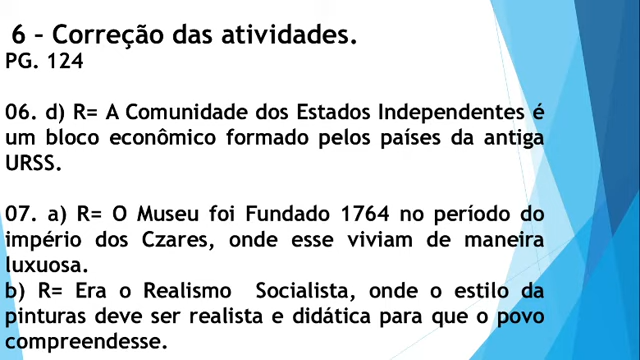 6 – Correção das atividades.
PG. 124
06. d) R= A Comunidade dos Estados Independentes é
um bloco econômico formado pelos países da antiga
URSS.
07. a) R= O Museu foi Fundado 1764 no período do
império dos Czares, onde esse viviam de maneira
luxuosa.
b) R= Era o Realismo Socialista, onde o estilo da
pinturas deve ser realista e didática para que o povo
compreendesse.